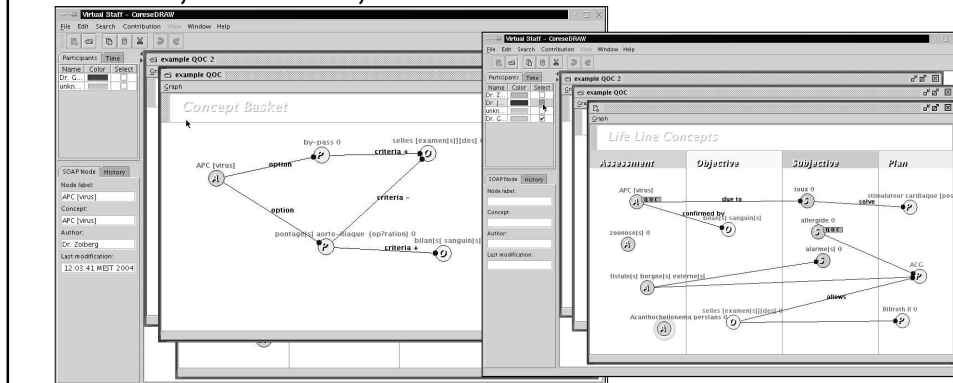 Virtual Staff - CoreseDRAW
File Edit Search Contribution View Window Help
Participants Time
Name Color Select
Dr. G...
unkn...
example QOC 2
example QOC
Graph
Concept Basket
by-pass 0
selles [examen[s]][des]
APC [virus]
option
criteria +
A
P
O
criteria -
option
pontage[s] aorto-iliaque {op?ration} 0
bilan[s] sanguin[s]
P
criteria +
O
A
SOAP Node History
Node label:
APC [virus]
Concept:
APC [virus]
Author:
Dr. Zoiberg
Last modification:
12:03:41 MEST 2004
Virtual Staff - CoreseDRAW
File Edit Search Contribution View Window Help
Participants Time
Name Color Select
Dr. Z...
Dr. J...
unkn...
Dr. G...
example QOC 2
example QOC
Graph
Life Line Concepts
Assessment Objective Subjective Plan
APC [virus]
toux 0
stimulateur cardiaque [pos
A QOC
due to
S
solve
P
confirmed by
bilan[s] sanguin[s]
O
allergide 0
zoonose[s] 0
S QOC
A
alarme[s] 0
S
ACG
fistule[s] borgne[s] externe[s]
P
A
allows
selles [examen[s]][des] 0
Billroth II 0
Acanthocheilonema perstans 0
O
P
A
SOAP Node History
Node label:
Concept:
Author:
Last modification: